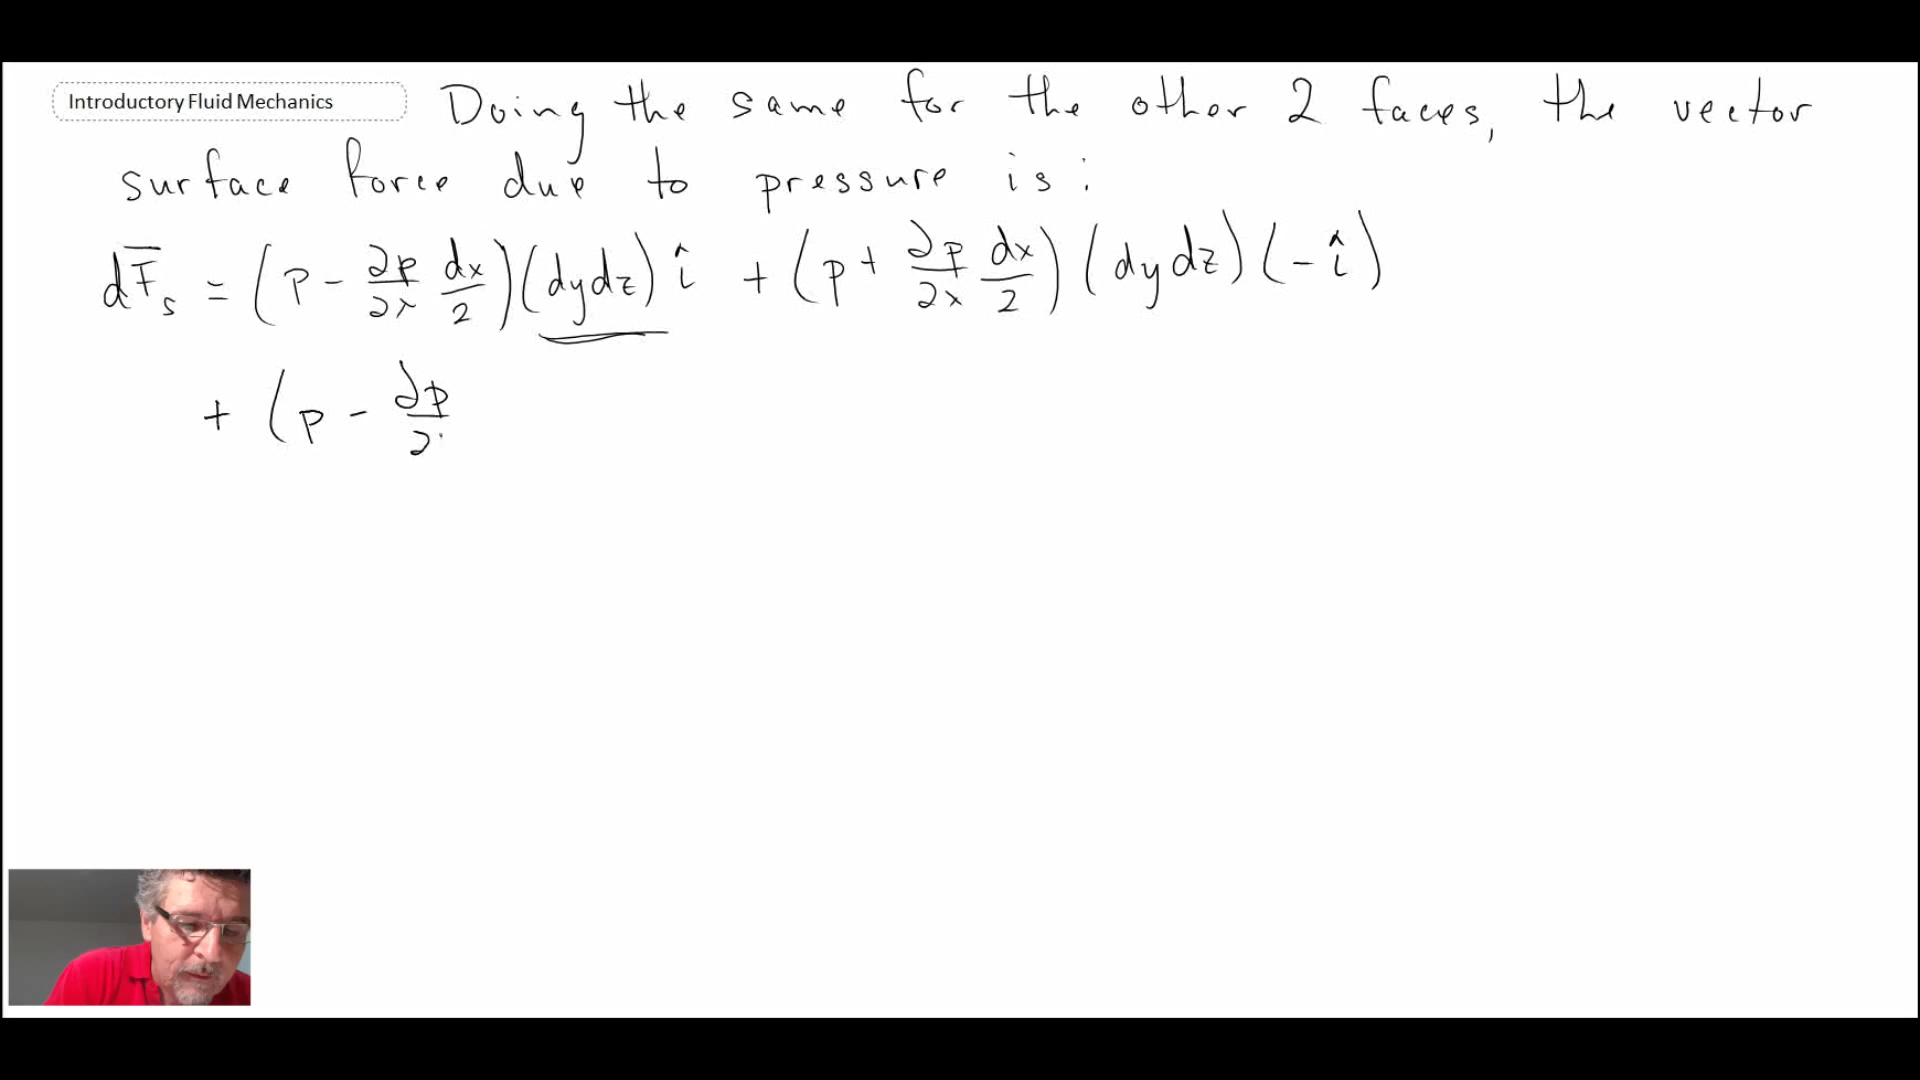 Introductory Fluid Mechanics
Doing the same for the other 2 faces, the vector
surface force due to pressure is:
dF̅ₛ = (p - ∂p/∂x dx/2)(dydz) î + (p + ∂p/∂x dx/2)(dydz)(-î)
+ (p - ∂p/∂